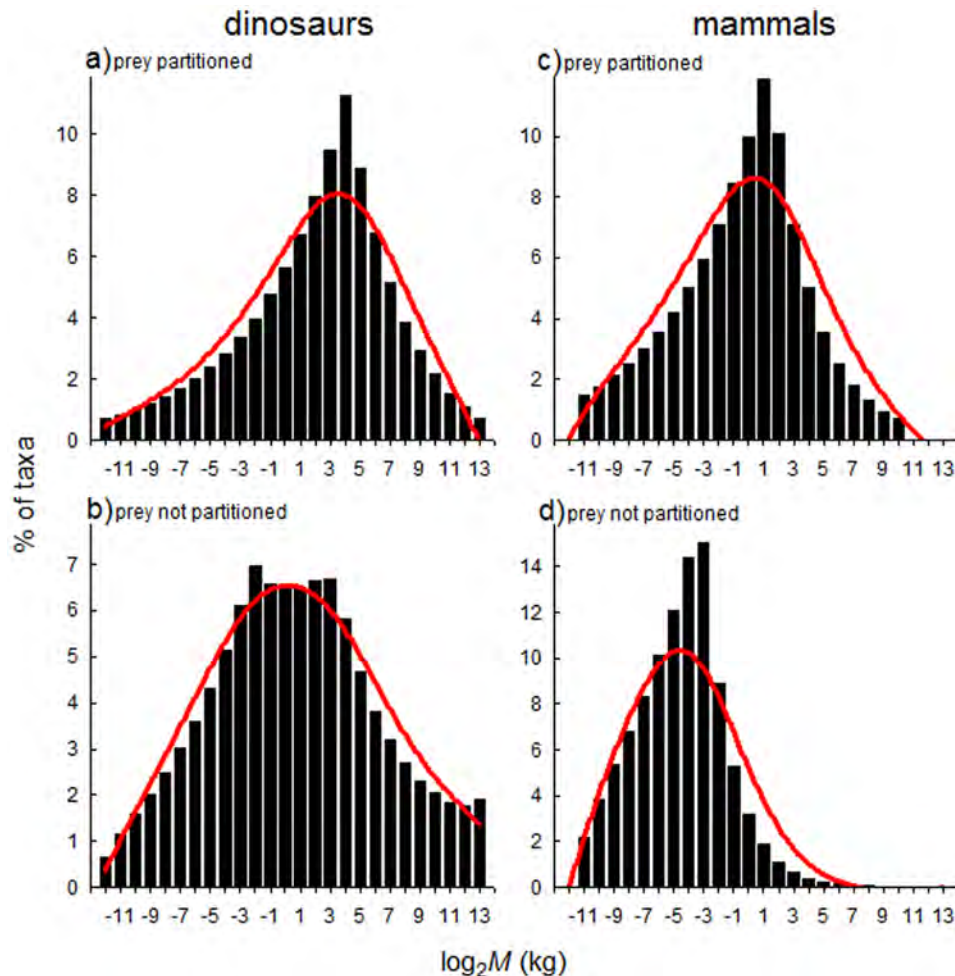 dinosaurs
mammals
a) prey partitioned
c) prey partitioned
10
8
6
4
2
0
-11 -9 -7 -5 -3 -1 1 3 5 7 9 11 13
10
8
6
4
2
0
-11 -9 -7 -5 -3 -1 1 3 5 7 9 11 13
b) prey not partitioned
d) prey not partitioned
7
6
5
4
3
2
1
0
-11 -9 -7 -5 -3 -1 1 3 5 7 9 11 13
14
12
10
8
6
4
2
0
-11 -9 -7 -5 -3 -1 1 3 5 7 9 11 13
% of taxa
log₂M (kg)